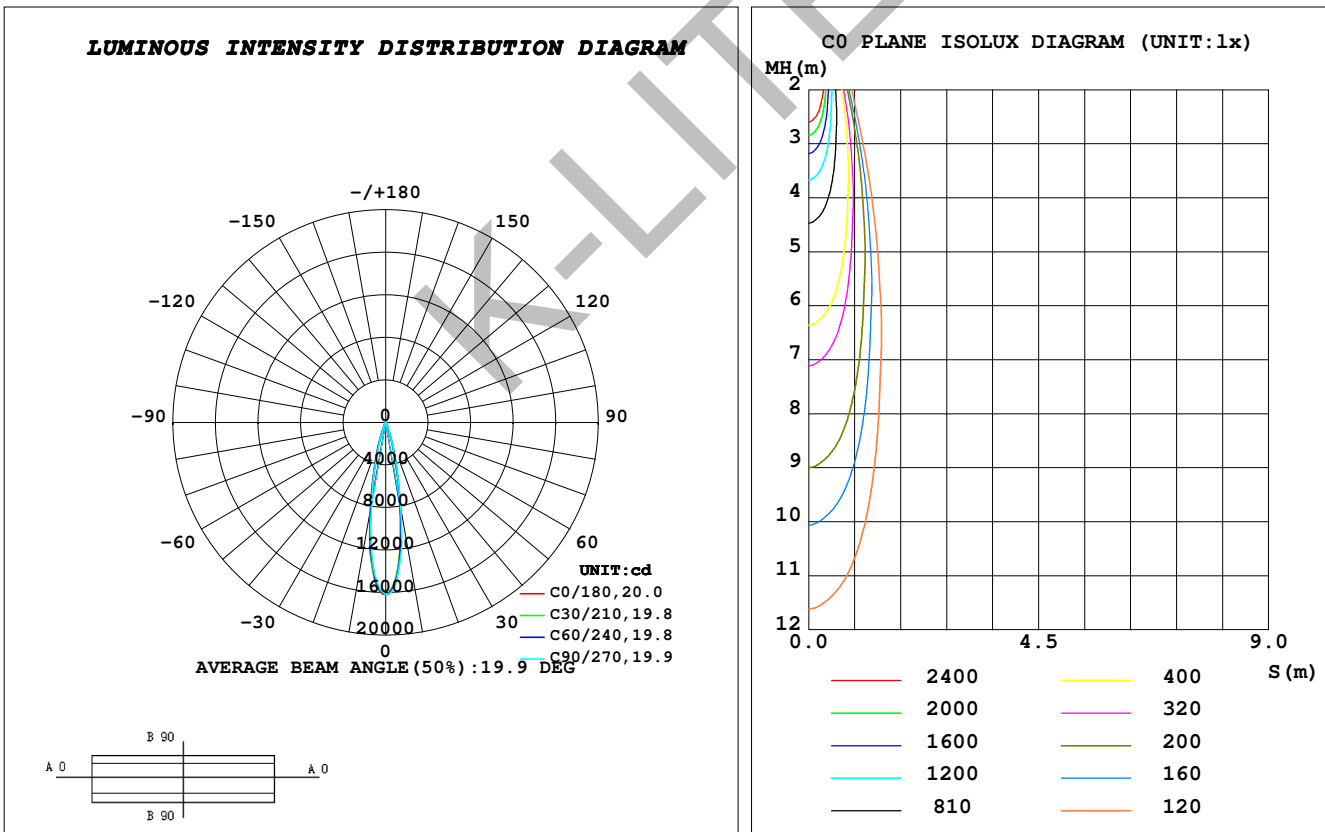 LUMINOUS INTENSITY DISTRIBUTION DIAGRAM
-/+180
-150 150
-120 120
-90 90
-60 60
-30 30
0
0
4000
8000
12000
16000
20000
UNIT:cd
C0/180,20.0
C30/210,19.8
C60/240,19.8
C90/270,19.9
AVERAGE BEAM ANGLE(50%):19.9 DEG
B 90
A 0 A 0
B 90
C0 PLANE ISOLUX DIAGRAM (UNIT:lx)
MH(m)
2
3
4
5
6
7
8
9
10
11
12
0.0 4.5 9.0
S(m)
2400 400
2000 320
1600 200
1200 160
810 120
K-LITE